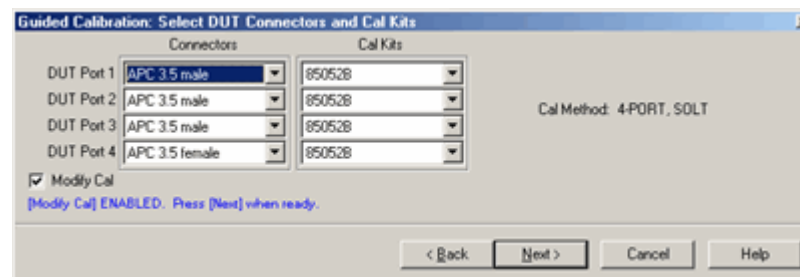 Guided Calibration: Select DUT Connectors and Cal Kits
Connectors Cal Kits
DUT Port 1 APC 3.5 male 85052B
DUT Port 2 APC 3.5 male 85052B
DUT Port 3 APC 3.5 male 85052B
DUT Port 4 APC 3.5 female 85052B
Cal Method: 4-PORT, SOLT
Modify Cal
[Modify Cal] ENABLED. Press [Next] when ready.
< Back Next > Cancel Help